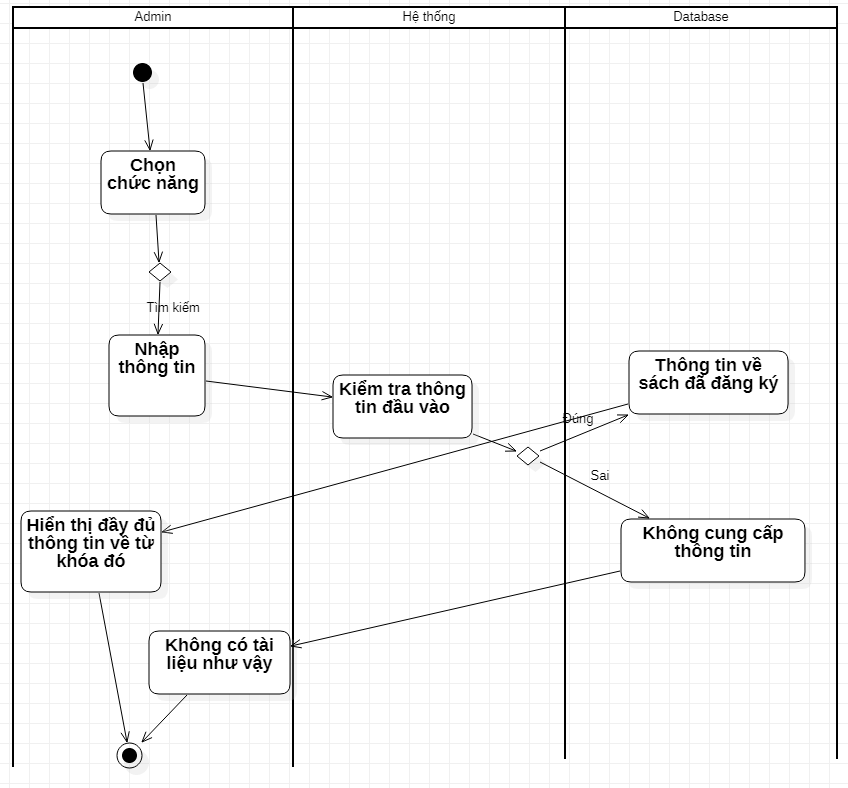 Admin
Hệ thống
Database
Chọn
chức năng
Tìm kiếm
Nhập
thông tin
Kiểm tra thông
tin đầu vào
Thông tin về
sách đã đăng ký
Đúng
Sai
Hiển thị đầy đủ
thông tin về từ
khóa đó
Không cung cấp
thông tin
Không có tài
liệu như vậy